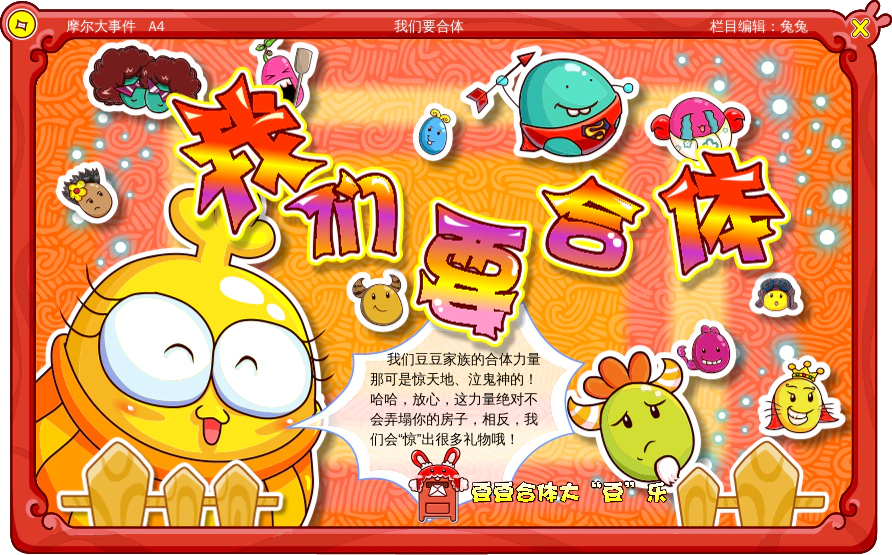 摩尔大事件 A4
我们要合体
栏目编辑：兔兔
我们要合体
我们豆豆家族的合体力量
那可是惊天地、泣鬼神的！
哈哈，放心，这力量绝对不
会弄塌你的房子，相反，我
们会“惊”出很多礼物哦！
豆豆合体大“豆”乐